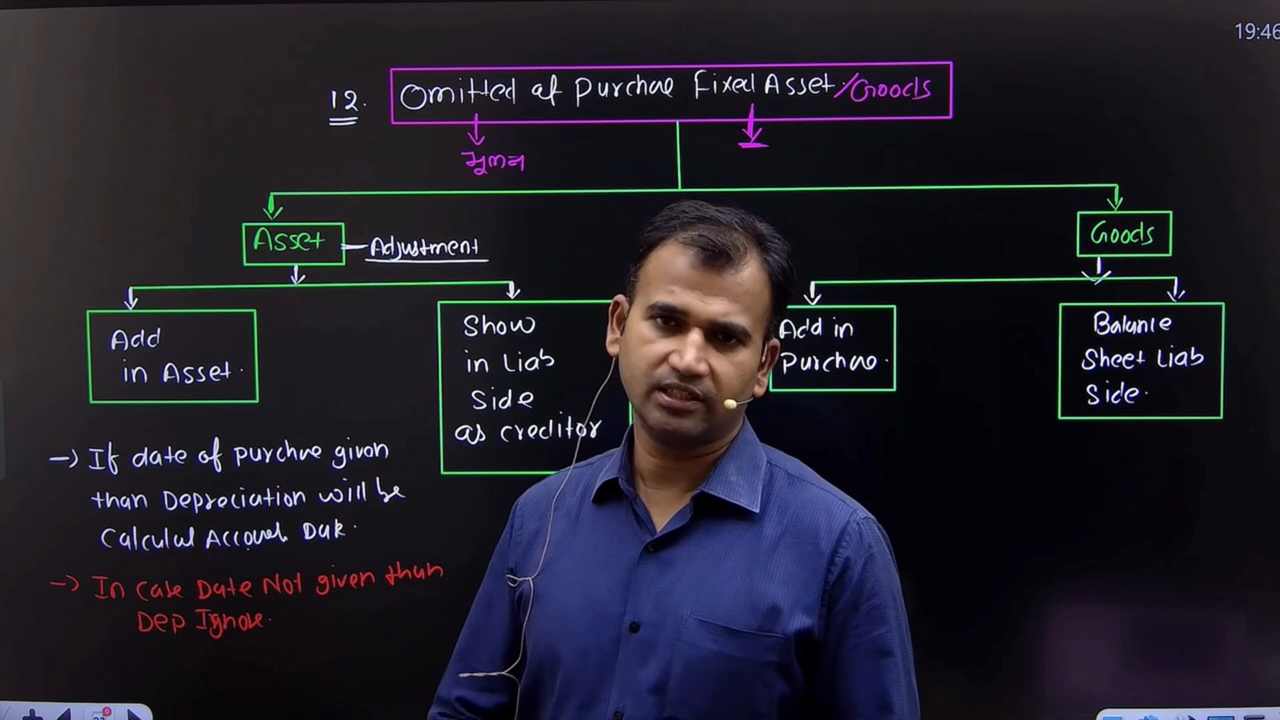 19:46
12. Omitted of Purchae Fixed Asset/Goods
भूलना
Asset - Adjustment
Goods
Add
in Asset.
Show
in Liab
Side
as creditor
Add in
Purchae.
Balance
Sheet Liab
Side.
→ If date of purchae given
than Depreciation will be
Calculat Accourh Date.
→ In Case Date Not given than
Dep Ignore.